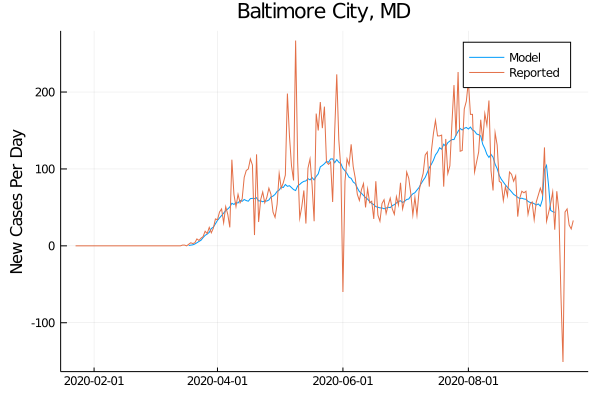 Baltimore City, MD
Model
Reported
New Cases Per Day
200
100
0
-100
2020-02-01
2020-04-01
2020-06-01
2020-08-01